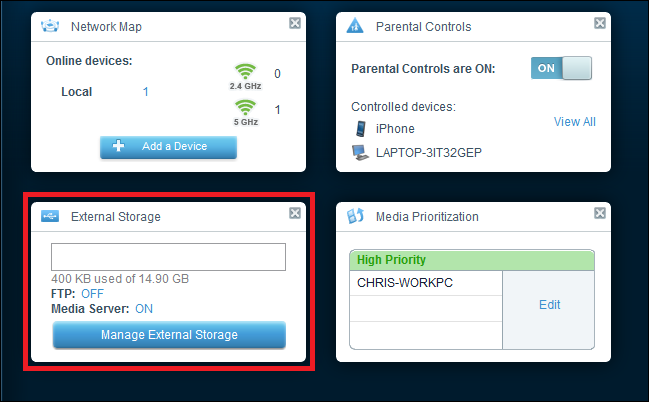 Network Map
Online devices:
Local 1
2.4 GHz 0
5 GHz 1
Add a Device
Parental Controls
Parental Controls are ON: ON
Controlled devices:
iPhone
View All
LAPTOP-3IT32GEP
External Storage
400 KB used of 14.90 GB
FTP: OFF
Media Server: ON
Manage External Storage
Media Prioritization
High Priority
CHRIS-WORKPC
Edit